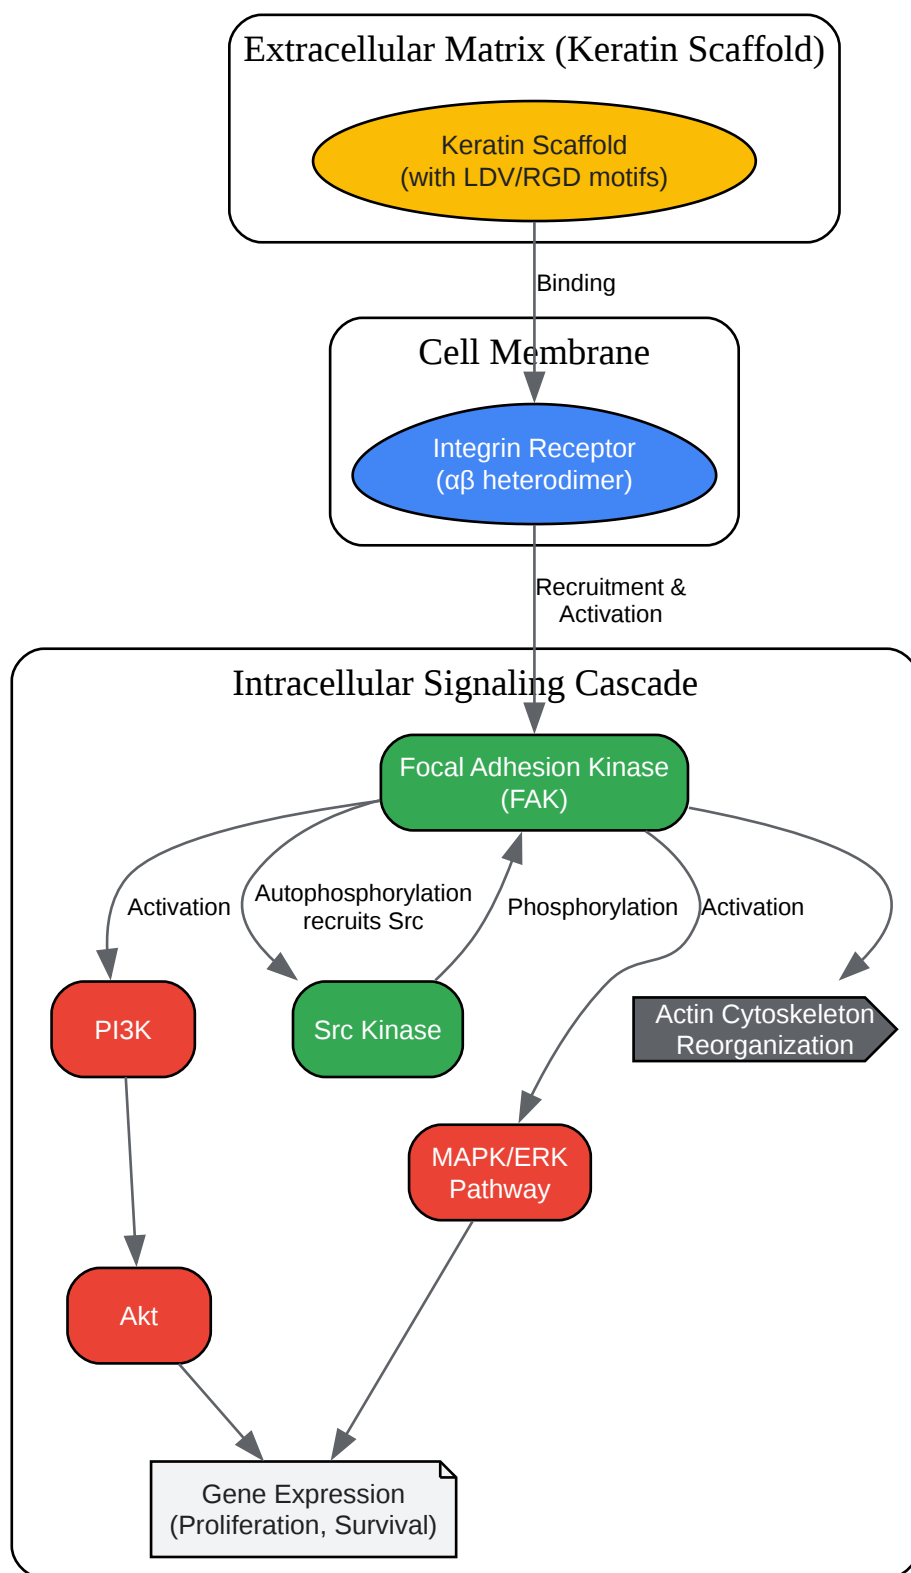 Extracellular Matrix (Keratin Scaffold)
Keratin Scaffold
(with LDV/RGD motifs)
Binding
Cell Membrane
Integrin Receptor
(αβ heterodimer)
Recruitment &
Activation
Intracellular Signaling Cascade
Focal Adhesion Kinase
(FAK)
Activation
Autophosphorylation
recruits Src
Phosphorylation
Activation
PI3K
Src Kinase
Actin Cytoskeleton
Reorganization
MAPK/ERK
Pathway
Akt
Gene Expression
(Proliferation, Survival)